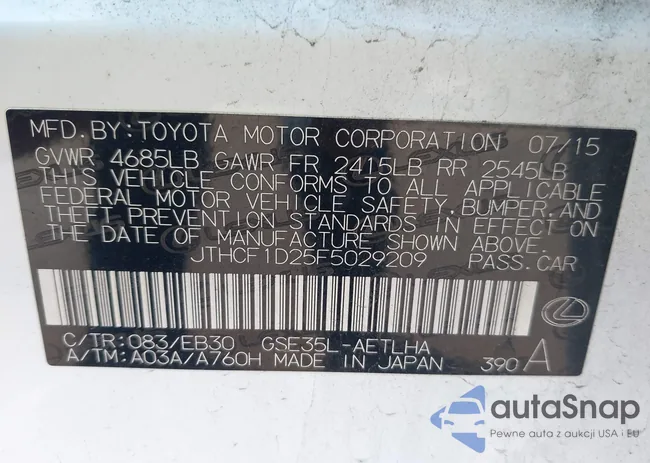 MFD. BY: TOYOTA MOTOR CORPORATION 07/15
GVWR 4685LB GAWR FR 2415LB RR 2545LB
THIS VEHICLE CONFORMS TO ALL APPLICABLE
FEDERAL MOTOR VEHICLE SAFETY, BUMPER, AND
THEFT PREVENTION STANDARDS IN EFFECT ON
THE DATE OF MANUFACTURE SHOWN ABOVE.
JTHCF1D25F5029209 PASS. CAR
C/TR: 083/EB30 GSE35L-AETLHA
A/TM: A03A/A760H MADE IN JAPAN 390 A
autaSnap
Pewne auta z aukcji USA i EU